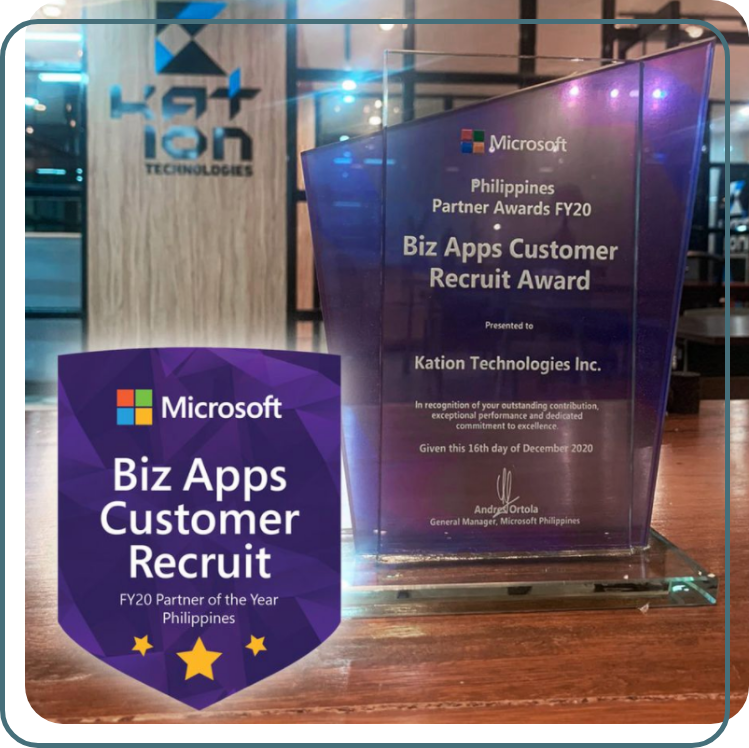 KATION
TECHNOLOGIES
Microsoft
Philippines
Partner Awards FY20
Biz Apps Customer
Recruit Award
Presented to
Kation Technologies Inc.
In recognition of your outstanding contribution,
exceptional performance and dedicated
commitment to excellence.
Given this 16th day of December 2020
Andres Ortola
General Manager, Microsoft Philippines
Microsoft
Biz Apps
Customer
Recruit
FY20 Partner of the Year
Philippines